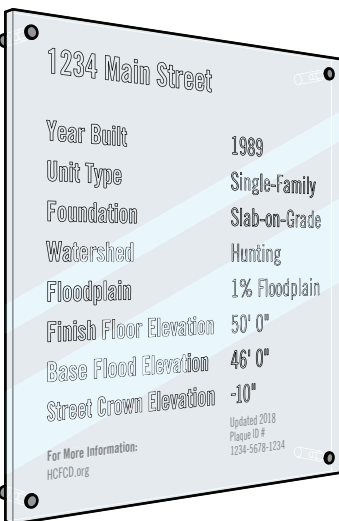 1234 Main Street
Year Built 1989
Unit Type Single-Family
Foundation Slab-on-Grade
Watershed Hunting
Floodplain 1% Floodplain
Finish Floor Elevation 50' 0"
Base Flood Elevation 46' 0"
Street Crown Elevation -10"
For More Information:
HCFCD.org
Updated 2018
Plaque ID #
1234-5678-1234